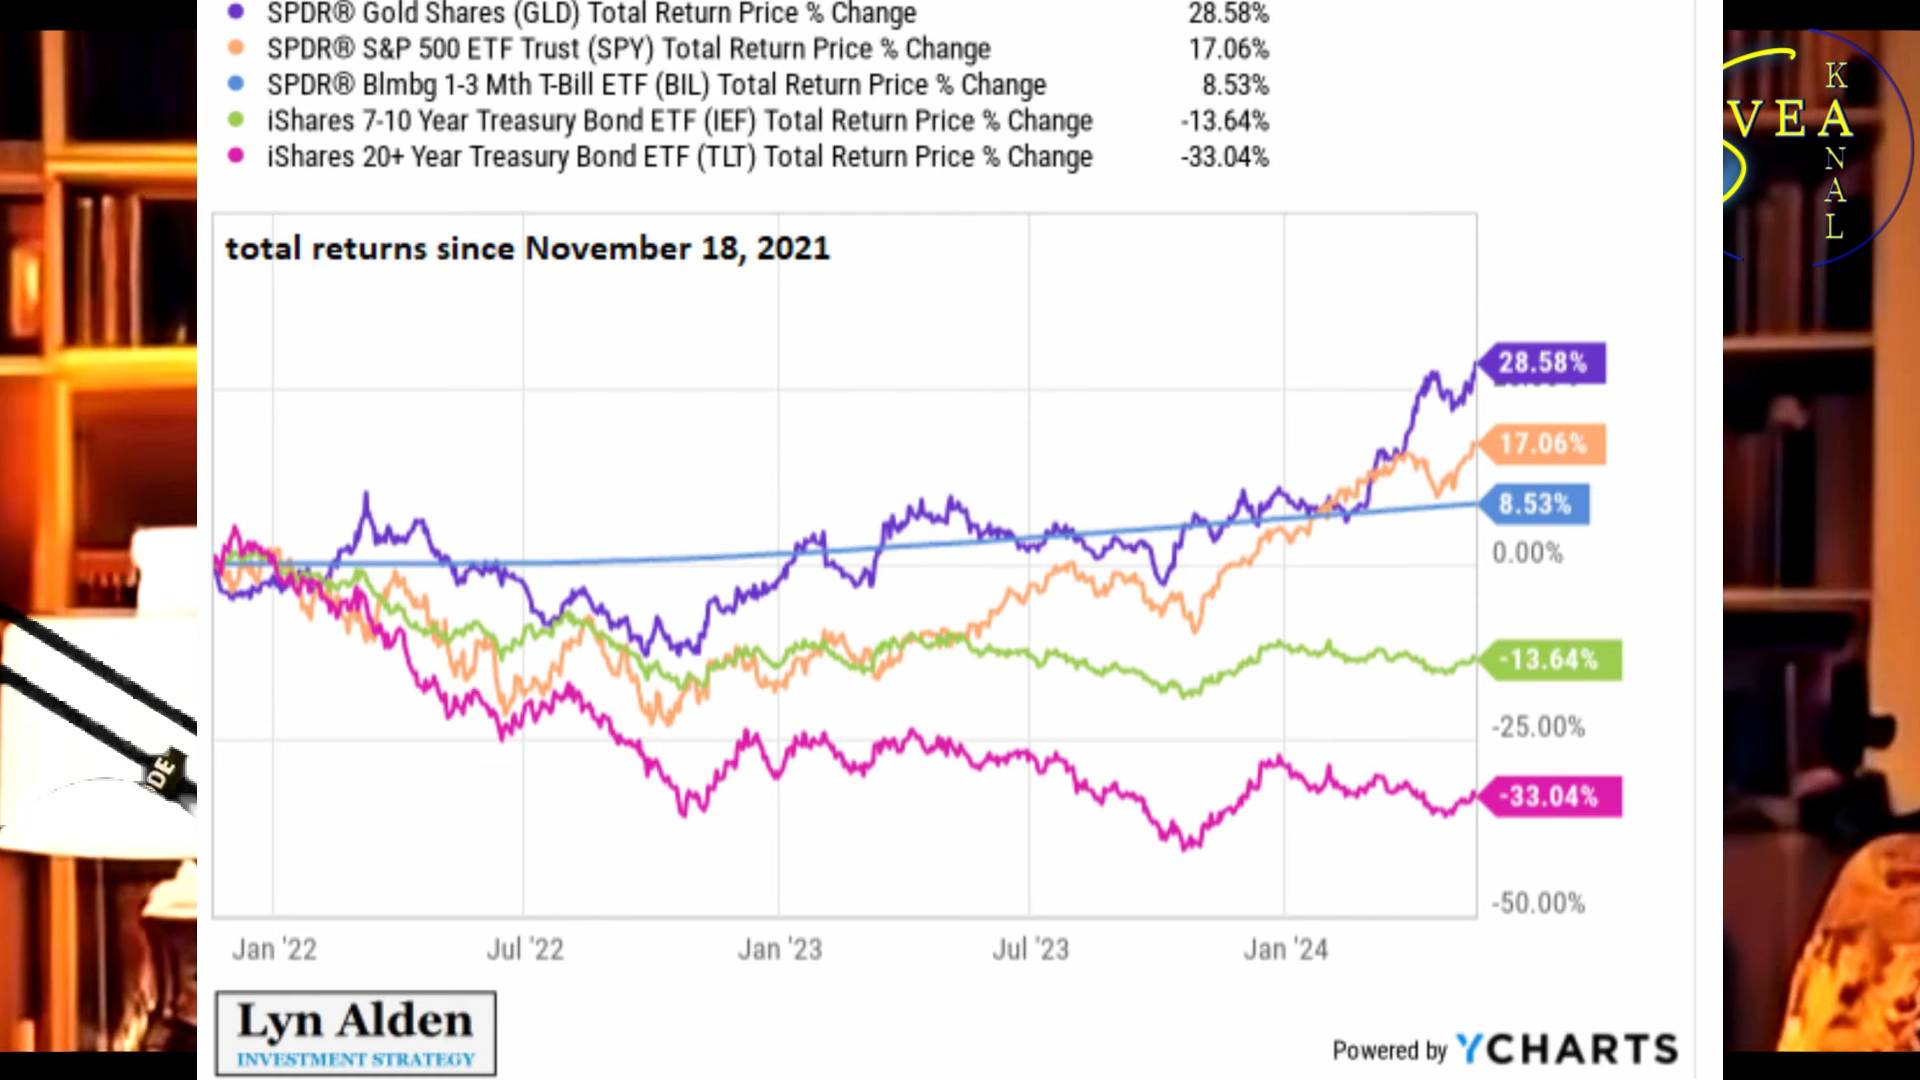 SPDR® Gold Shares (GLD) Total Return Price % Change 28.58%
SPDR® S&P 500 ETF Trust (SPY) Total Return Price % Change 17.06%
SPDR® Blmbg 1-3 Mth T-Bill ETF (BIL) Total Return Price % Change 8.53%
iShares 7-10 Year Treasury Bond ETF (IEF) Total Return Price % Change -13.64%
iShares 20+ Year Treasury Bond ETF (TLT) Total Return Price % Change -33.04%
total returns since November 18, 2021
28.58%
17.06%
8.53%
0.00%
-13.64%
-25.00%
-33.04%
-50.00%
Jan '22 Jul '22 Jan '23 Jul '23 Jan '24
Lyn Alden
INVESTMENT STRATEGY
Powered by YCHARTS
VEA
KANAL
DE